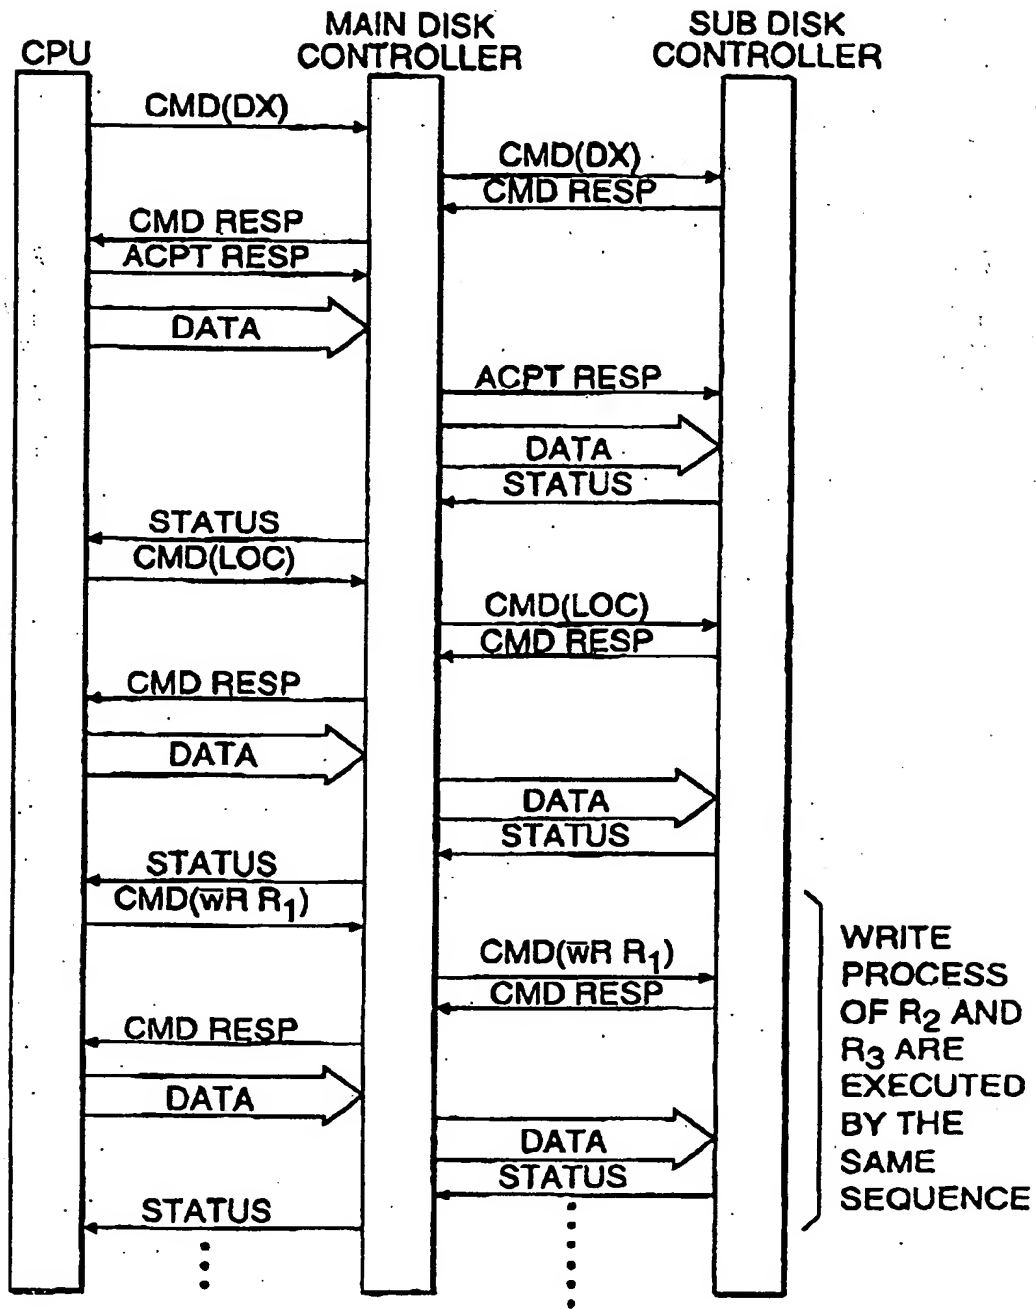 CPU
MAIN DISK
CONTROLLER
SUB DISK
CONTROLLER
CMD(DX)
CMD(DX)
CMD RESP
CMD RESP
ACPT RESP
DATA
ACPT RESP
DATA
STATUS
STATUS
CMD(LOC)
CMD(LOC)
CMD RESP
CMD RESP
DATA
DATA
STATUS
STATUS
CMD(w̅R R₁)
CMD(w̅R R₁)
CMD RESP
CMD RESP
DATA
DATA
STATUS
STATUS
WRITE
PROCESS
OF R₂ AND
R₃ ARE
EXECUTED
BY THE
SAME
SEQUENCE